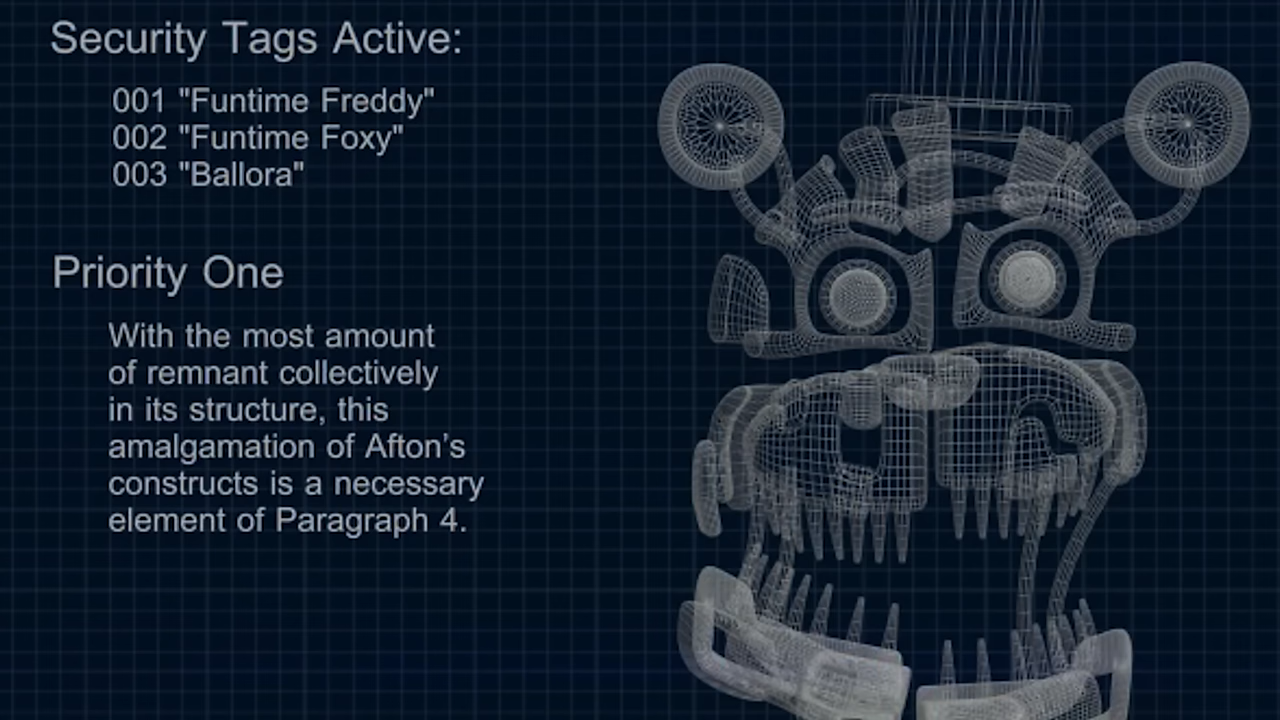 Security Tags Active:
001 "Funtime Freddy"
002 "Funtime Foxy"
003 "Ballora"
Priority One
With the most amount
of remnant collectively
in its structure, this
amalgamation of Afton’s
constructs is a necessary
element of Paragraph 4.